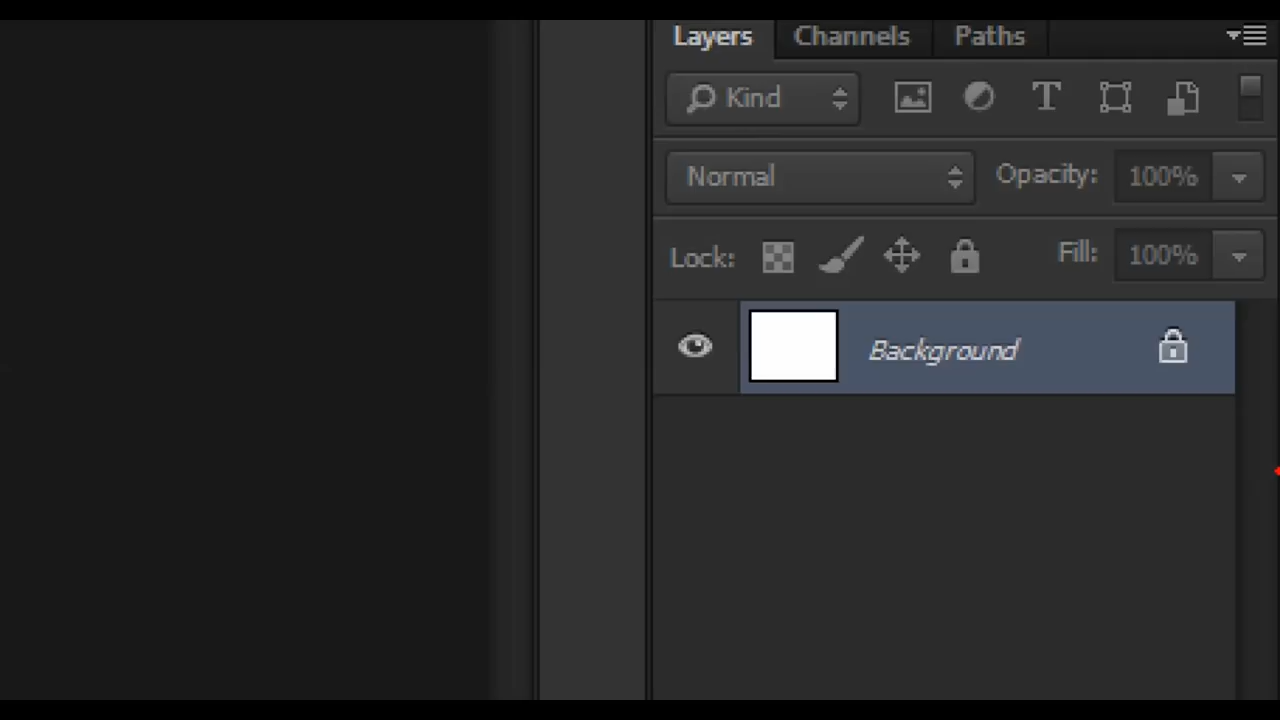 Layers Channels Paths
Kind T
Normal Opacity: 100%
Lock: Fill: 100%
Background